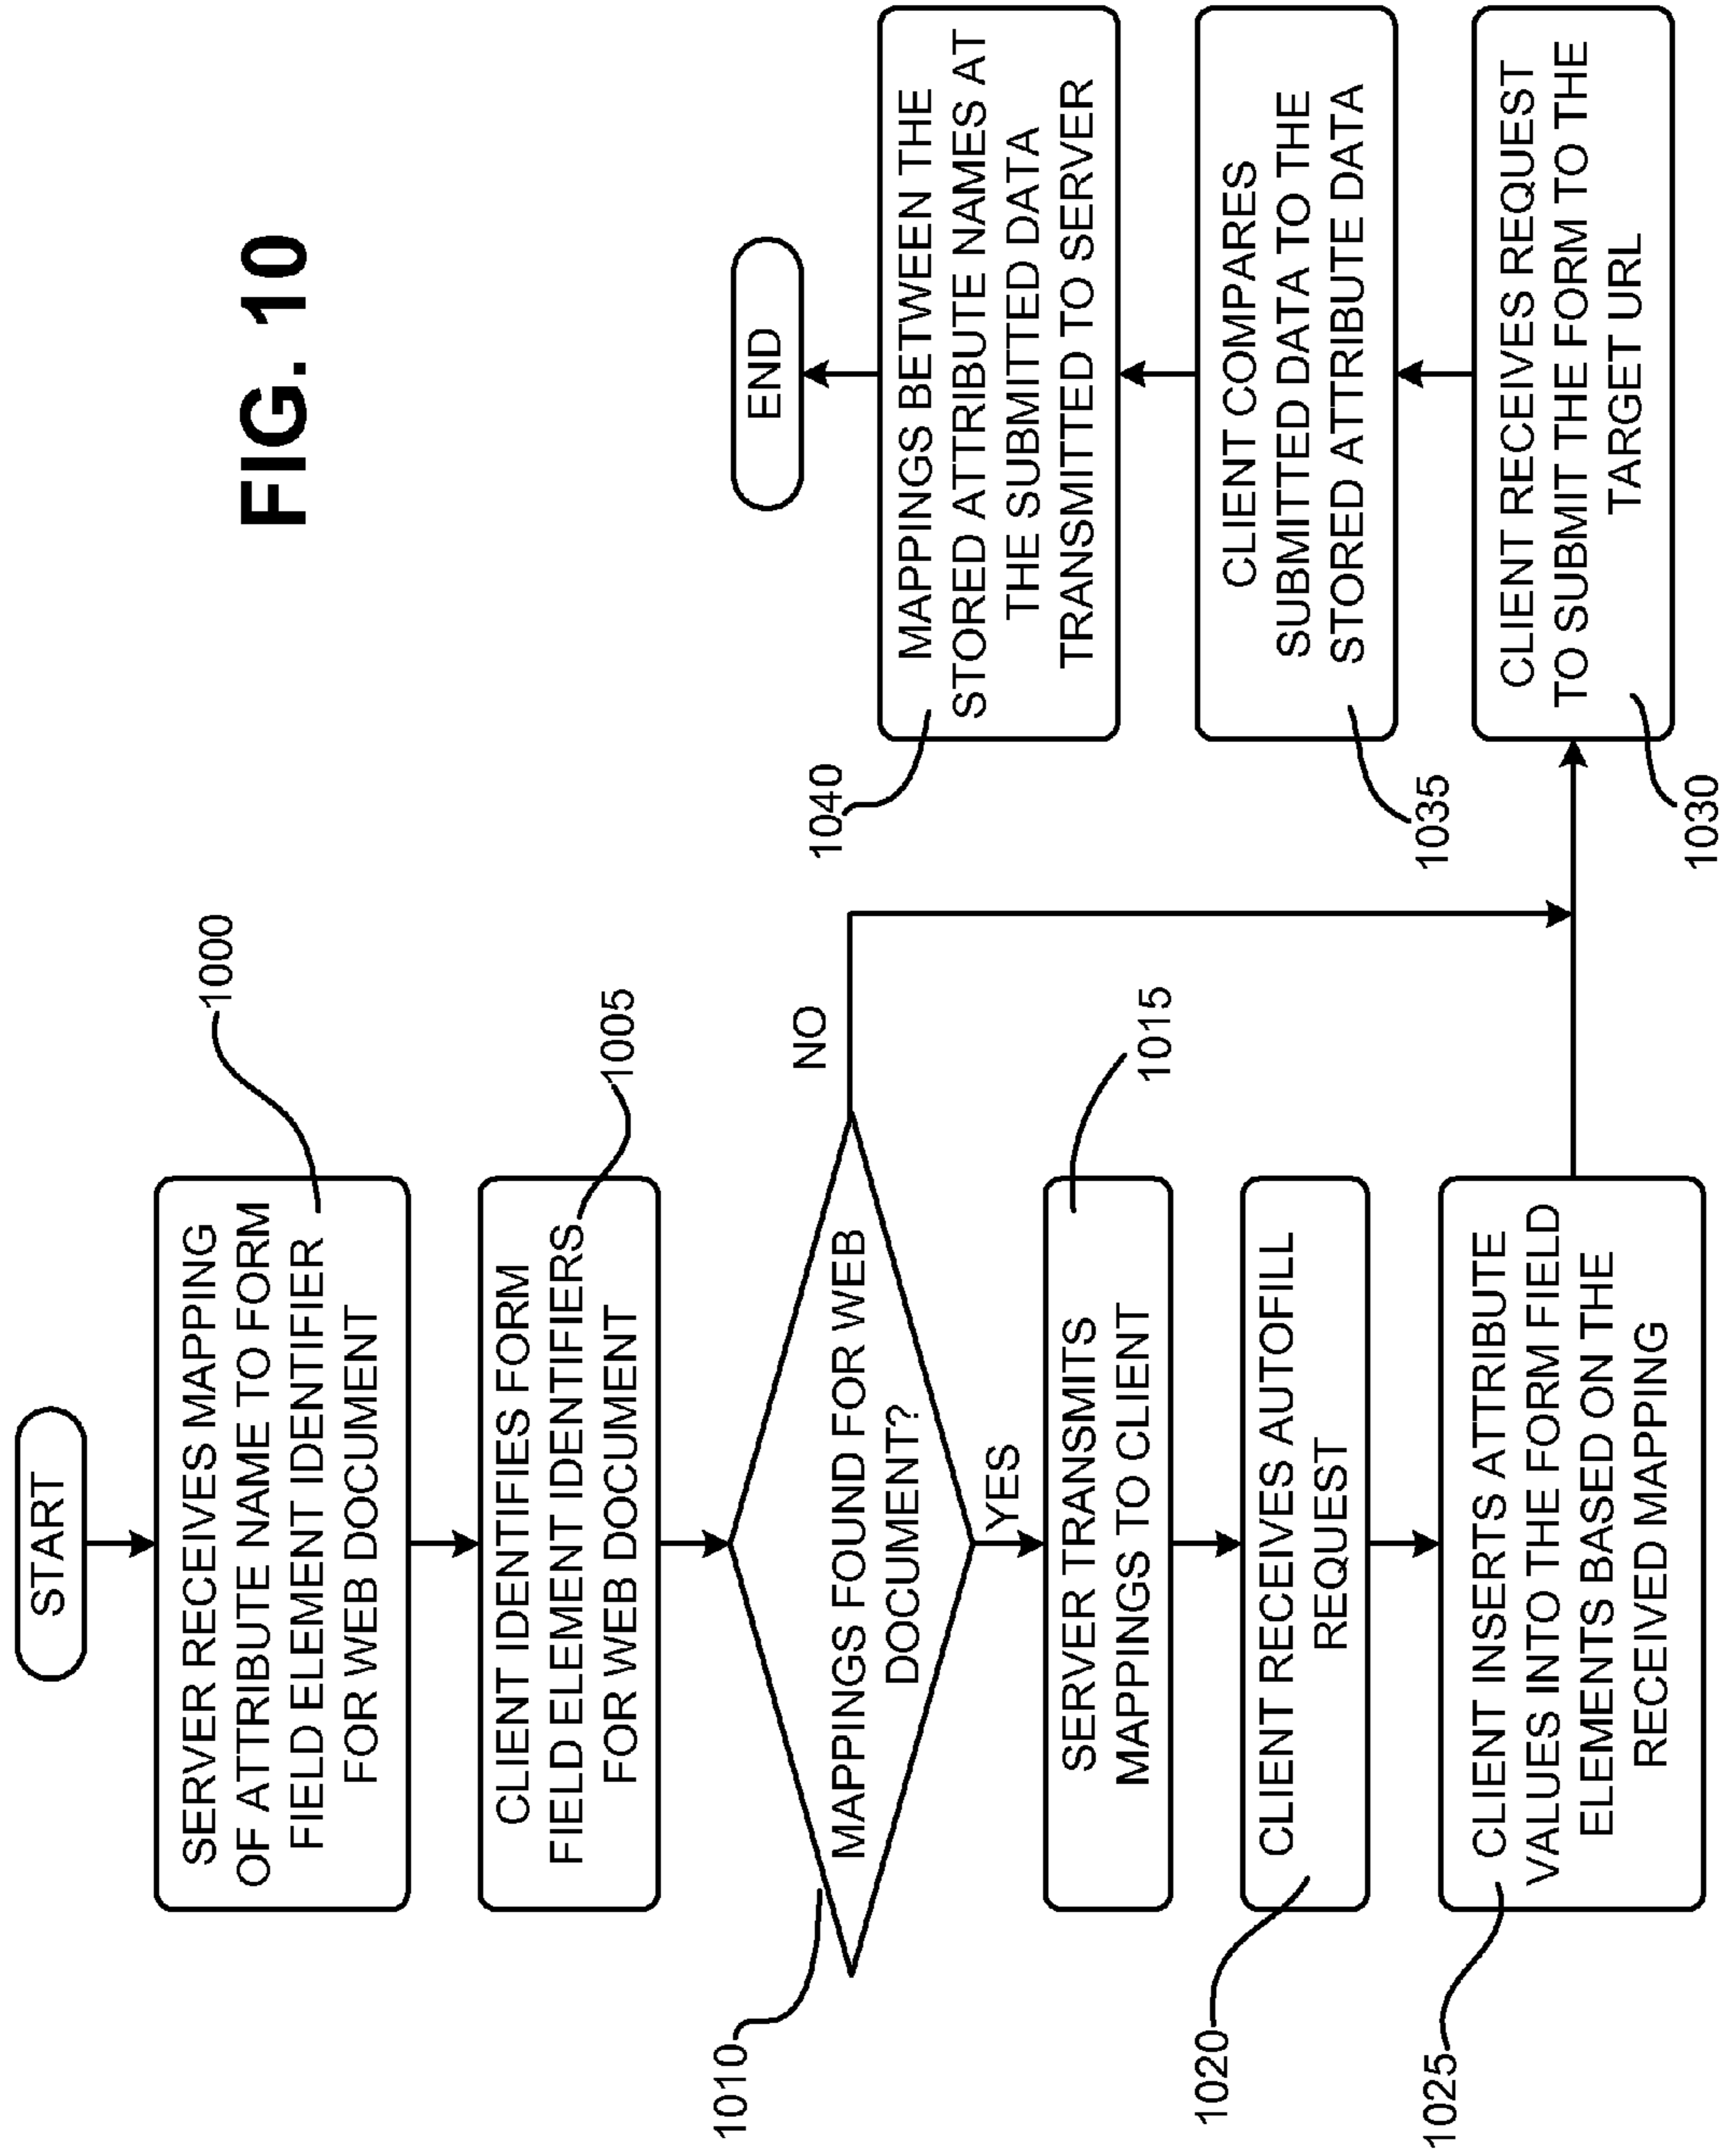 FIG. 10
START
SERVER RECEIVES MAPPING
OF ATTRIBUTE NAME TO FORM
FIELD ELEMENT IDENTIFIER
FOR WEB DOCUMENT
1000
CLIENT IDENTIFIES FORM
FIELD ELEMENT IDENTIFIERS
FOR WEB DOCUMENT
1005
MAPPINGS FOUND FOR WEB
DOCUMENT?
1010
NO
YES
SERVER TRANSMITS
MAPPINGS TO CLIENT
1015
CLIENT RECEIVES AUTOFILL
REQUEST
1020
CLIENT INSERTS ATTRIBUTE
VALUES INTO THE FORM FIELD
ELEMENTS BASED ON THE
RECEIVED MAPPING
1025
CLIENT RECEIVES REQUEST
TO SUBMIT THE FORM TO THE
TARGET URL
1030
CLIENT COMPARES
SUBMITTED DATA TO THE
STORED ATTRIBUTE DATA
1035
MAPPINGS BETWEEN THE
STORED ATTRIBUTE NAMES AT
THE SUBMITTED DATA
TRANSMITTED TO SERVER
1040
END